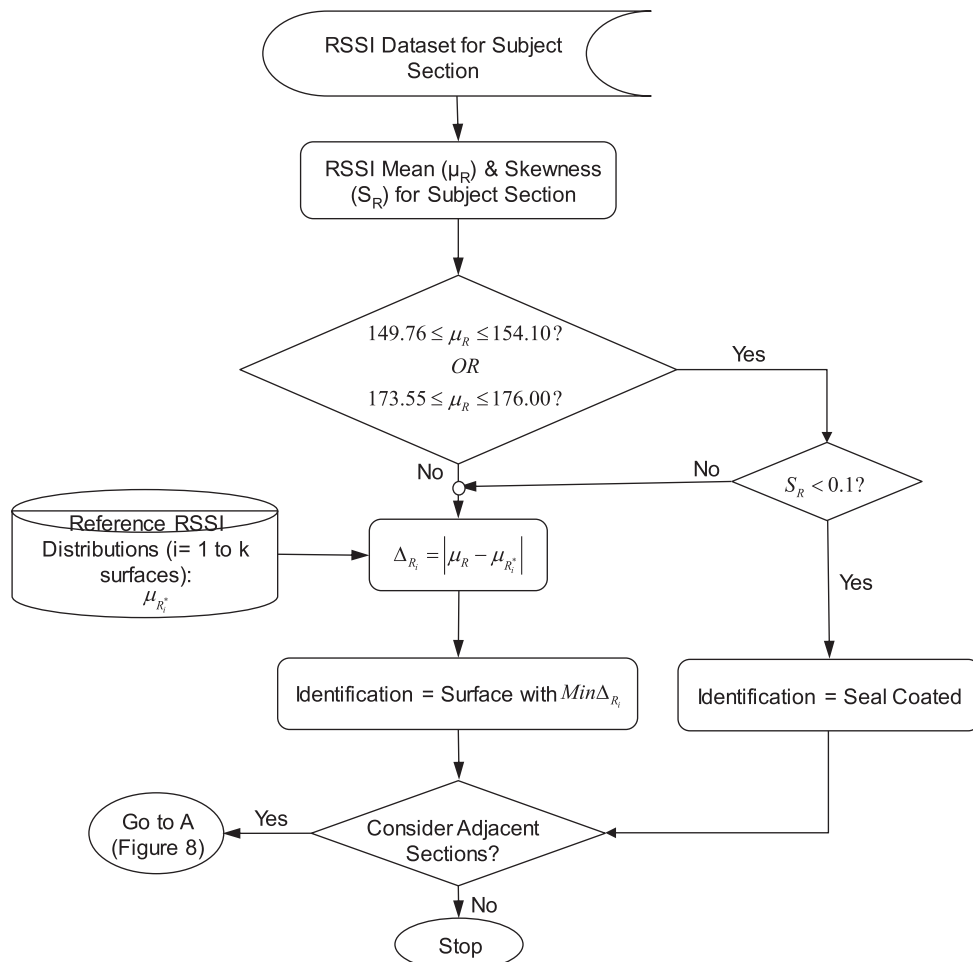 RSSI Dataset for Subject
Section
RSSI Mean (µR) & Skewness
(SR) for Subject Section
149.76 ≤ μR ≤ 154.10?
OR
173.55 ≤ μR ≤ 176.00?
Yes
No
No
SR < 0.1?
Reference RSSI
Distributions (i= 1 to k
surfaces):
μRi*
ΔRi = |μR − μRi*|
Yes
Identification = Surface with MinΔRi
Identification = Seal Coated
Go to A
(Figure 8)
Yes
Consider Adjacent
Sections?
No
Stop